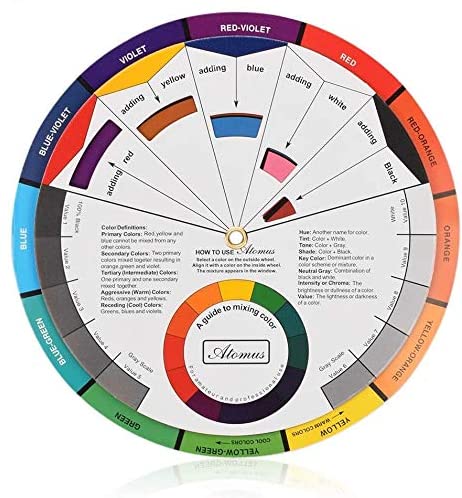 RED-VIOLET
VIOLET
RED
BLUE-VIOLET
RED-ORANGE
BLUE
ORANGE
BLUE-GREEN
YELLOW-ORANGE
GREEN
YELLOW-GREEN
COOL COLORS
YELLOW
WARM COLORS
adding red
adding yellow
adding blue
adding white
adding Black
100% Black
Value 1
Value 4
Value 5
Gray Scale
White
Value 10
Value 9
Value 7
Value 6
Gray Scale
Color Definitions:
Primary Colors: Red,yellow and
blue cannot be mixed from any
other colors.
Secondary Colors: Two primary
colors mixed together resulting in
orange green and violet.
Tertiary (Intermediate) Colors:
One primary and one secondary
mixed together.
Aggressive (Warm) Colors:
Reds, oranges and yellows.
Receding (Cool) Colors:
Greens, blues and violets.
HOW TO USE Atomus
Select a color on the outside wheel.
Align it with a color on the inside wheel.
The mixture appears in the window.
Hue: Another name for color.
Tint: Color + White.
Tone: Color + Gray.
Shade: Color + Black.
Key Color: Dominant color in a
color scheme or mixture.
Neutral Gray: Combination of
black and white.
Intensity or Chroma: The
brightness or dullness of a color.
Value: The lightness or darkness
of a color.
A guide to mixing color
Atomus
For amateur and professional use